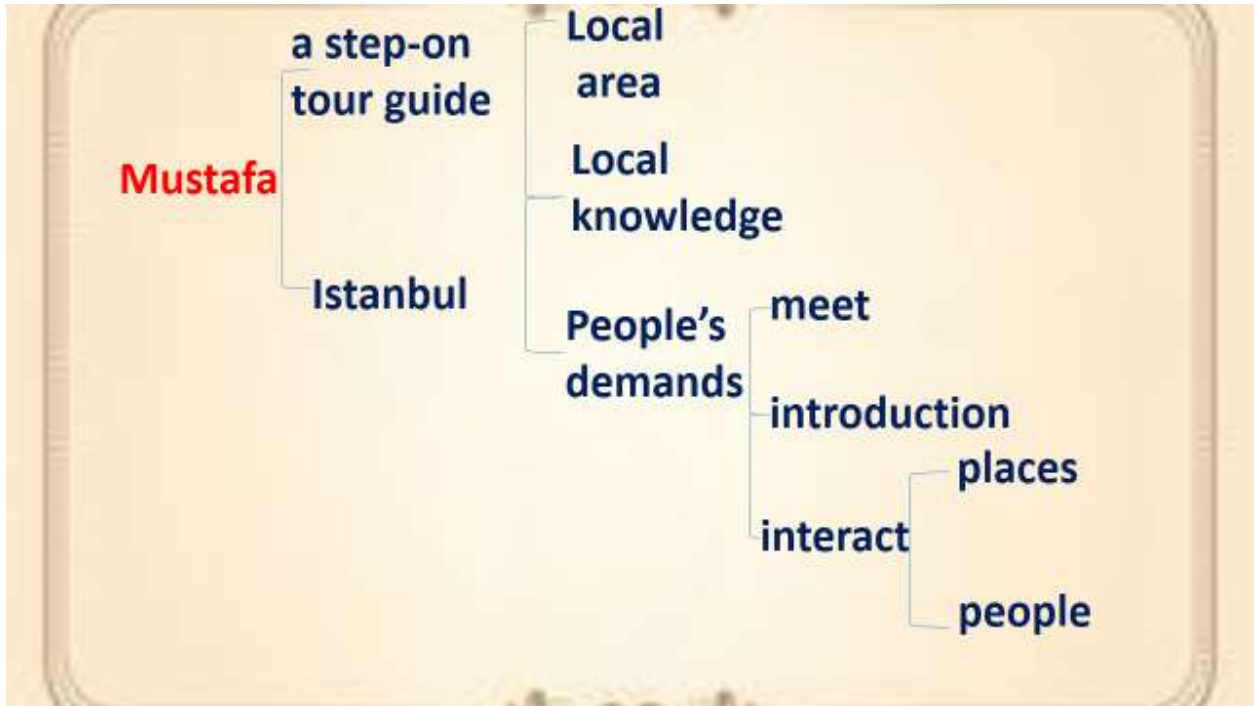 Mustafa
a step-on
tour guide
Istanbul
Local
area
Local
knowledge
People’s
demands
meet
introduction
interact
places
people